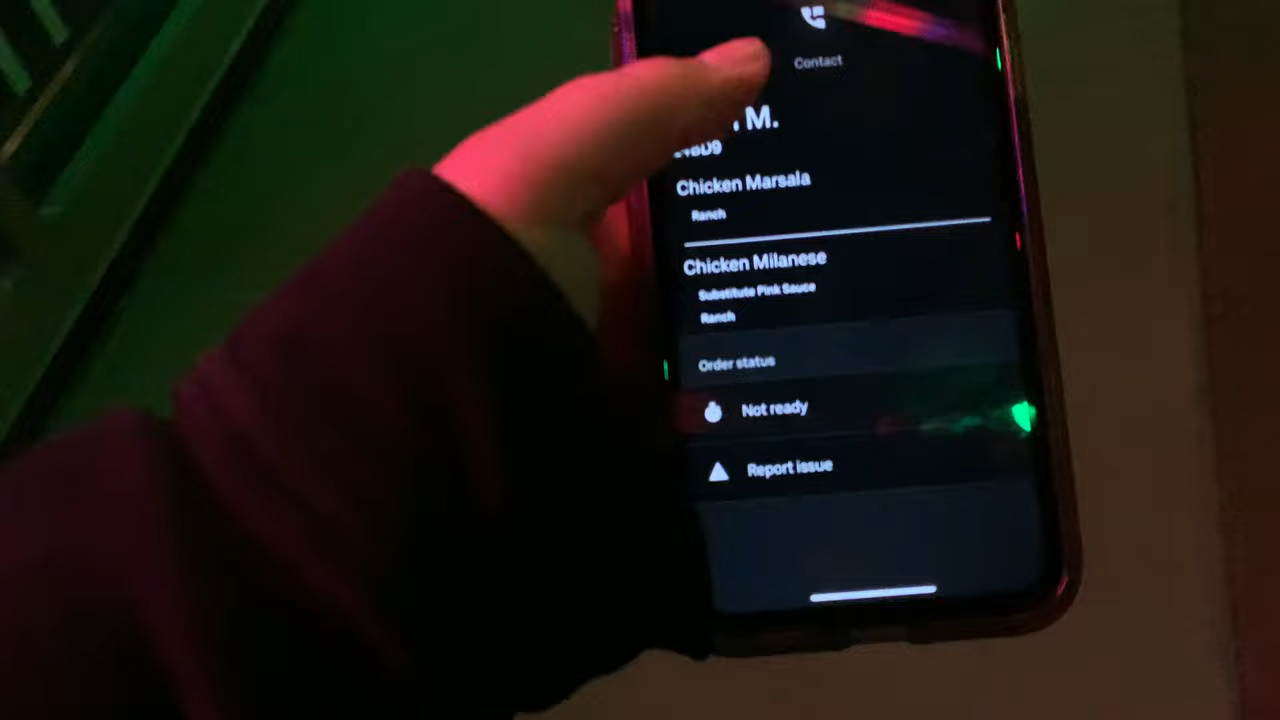 Contact
M.
Chicken Marsala
Ranch
Chicken Milanese
Substitute Pink Sauce
Ranch
Order status
Not ready
Report issue